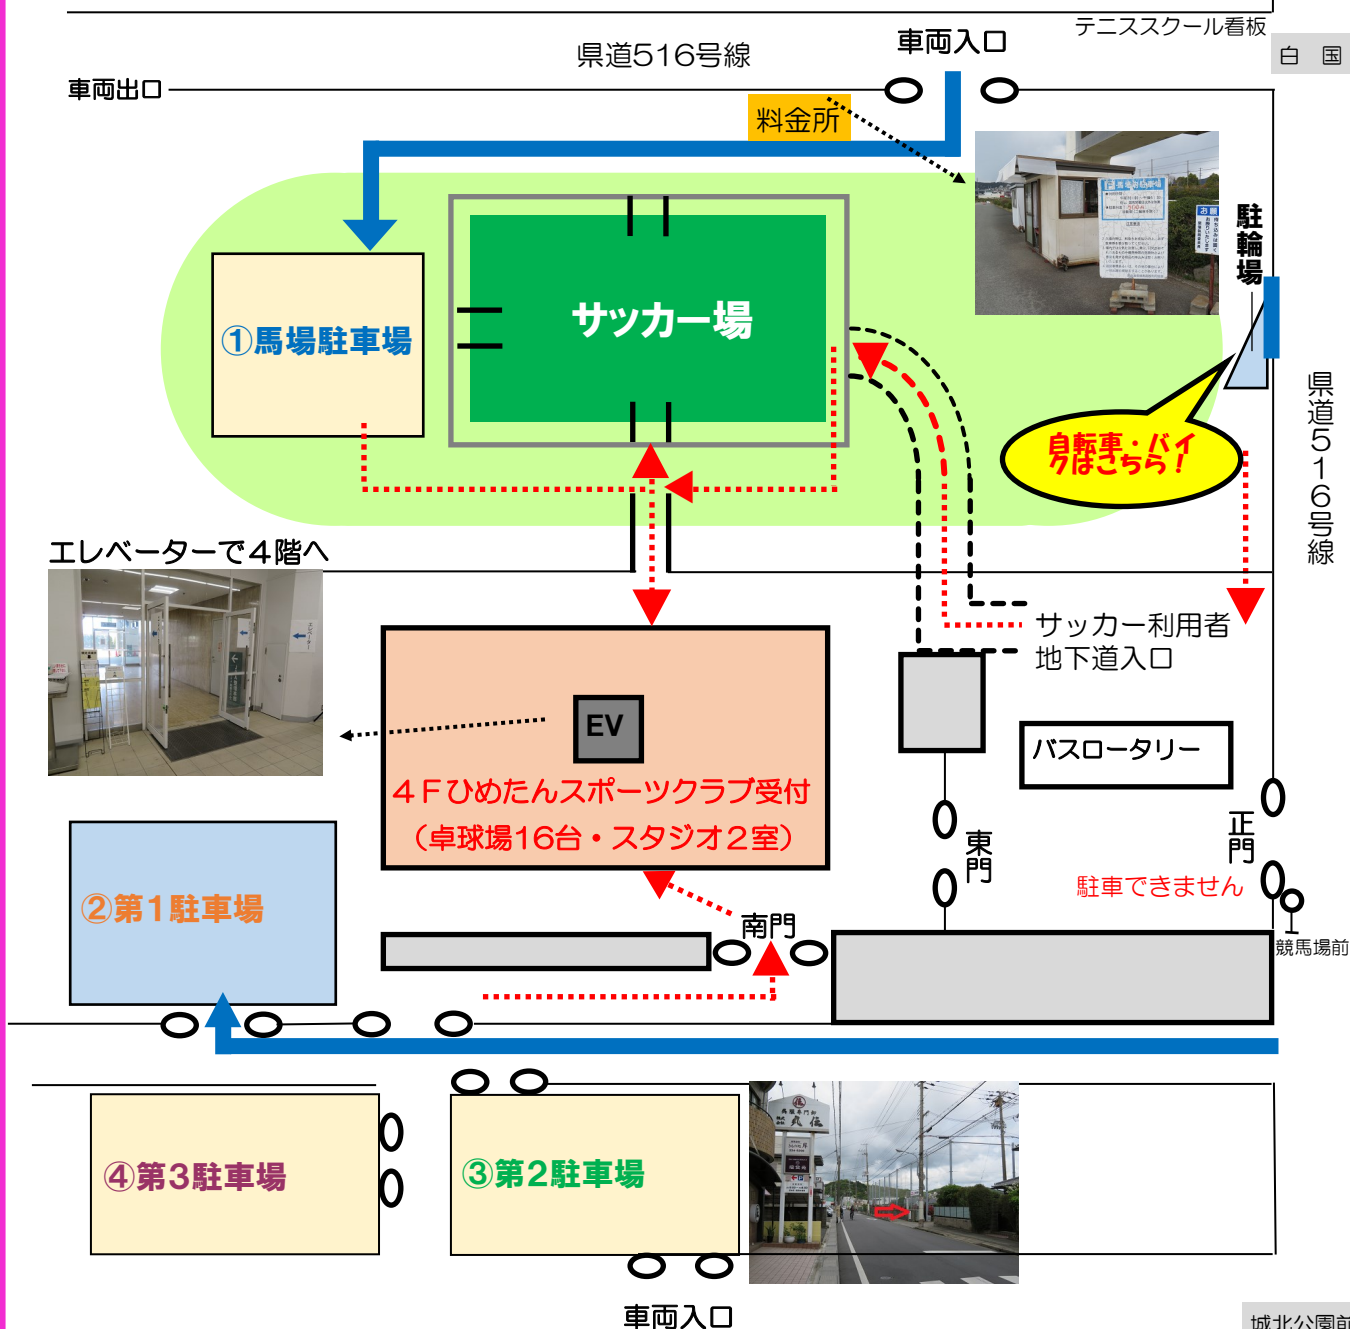 テニススクール看板
県道516号線
車両入口
白　国
車両出口
料金所
駐輪場
サッカー場
①馬場駐車場
県道516号線
自転車・バイ
クはこちら！
エレベーターで４階へ
サッカー利用者
地下道入口
EV
バスロータリー
４Ｆひめたんスポーツクラブ受付
（卓球場16台・スタジオ２室）
正門
東門
駐車できません
②第1駐車場
南門
競馬場前
④第3駐車場
③第2駐車場
車両入口
城北公園前